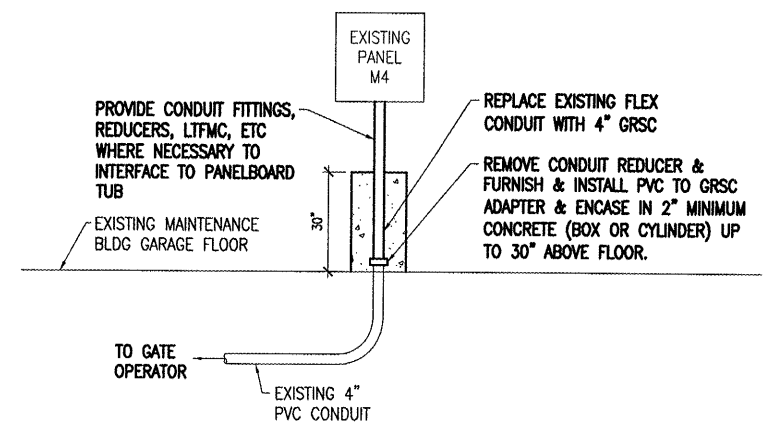 EXISTING
PANEL
M4
PROVIDE CONDUIT FITTINGS,
REDUCERS, LTFMC, ETC
WHERE NECESSARY TO
INTERFACE TO PANELBOARD
TUB
REPLACE EXISTING FLEX
CONDUIT WITH 4" GRSC
REMOVE CONDUIT REDUCER &
FURNISH & INSTALL PVC TO GRSC
ADAPTER & ENCASE IN 2" MINIMUM
CONCRETE (BOX OR CYLINDER) UP
TO 30" ABOVE FLOOR.
30"
EXISTING MAINTENANCE
BLDG GARAGE FLOOR
TO GATE
OPERATOR
EXISTING 4"
PVC CONDUIT